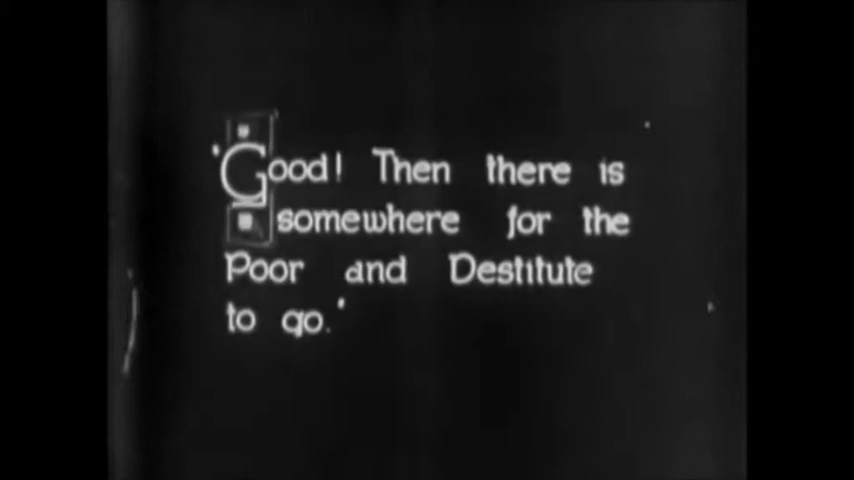 'Good! Then there is
somewhere for the
Poor and Destitute
to go.'